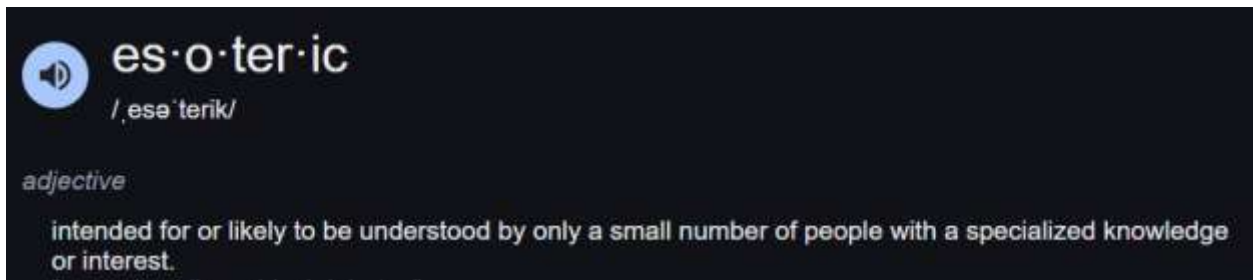 es·o·ter·ic
/ˌesəˈterik/
adjective
intended for or likely to be understood by only a small number of people with a specialized knowledge
or interest.